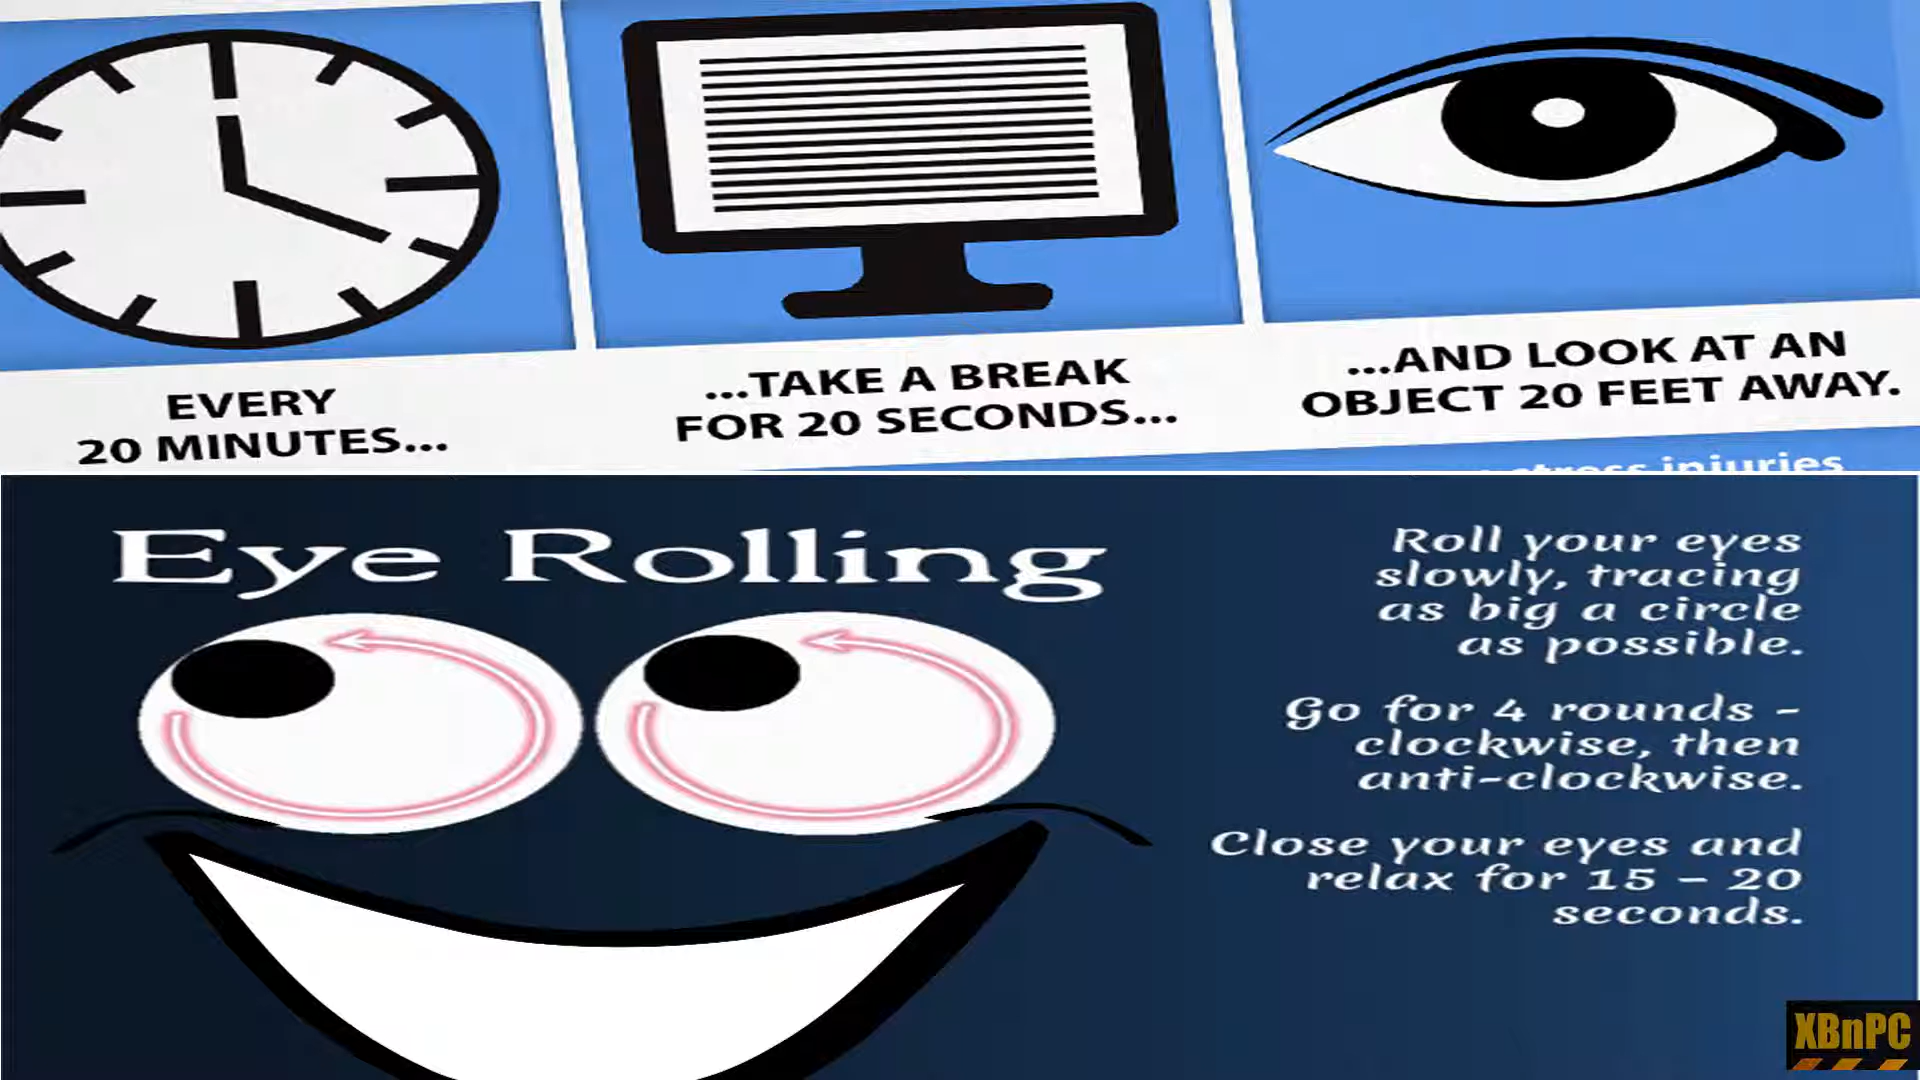 EVERY
20 MINUTES...
...TAKE A BREAK
FOR 20 SECONDS...
...AND LOOK AT AN
OBJECT 20 FEET AWAY.
stress injuries
Eye Rolling
Roll your eyes
slowly, tracing
as big a circle
as possible.
Go for 4 rounds -
clockwise, then
anti-clockwise.
Close your eyes and
relax for 15 – 20
seconds.
XBnPC